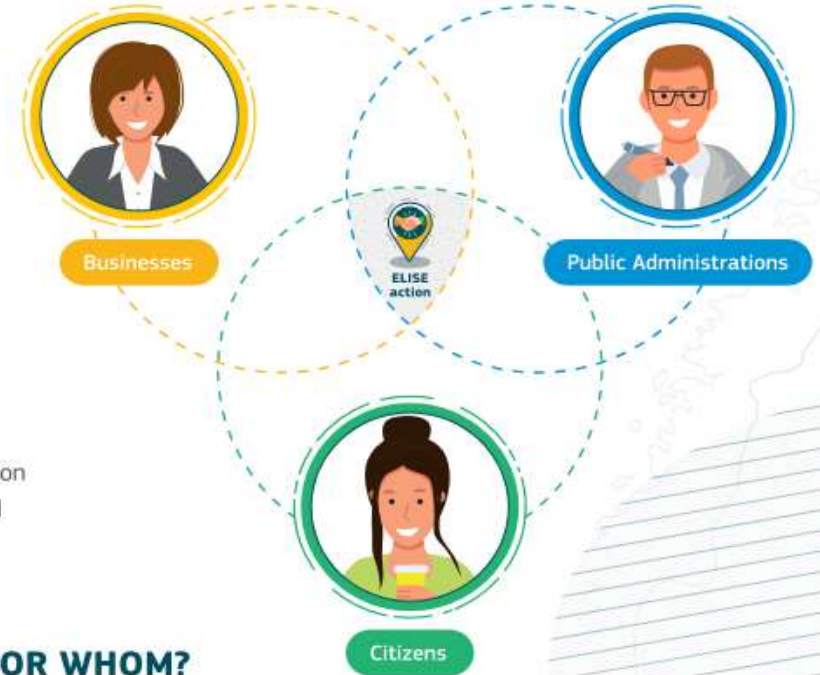 ELISE
action
Businesses
Public Administrations
on
Citizens
OR WHOM?